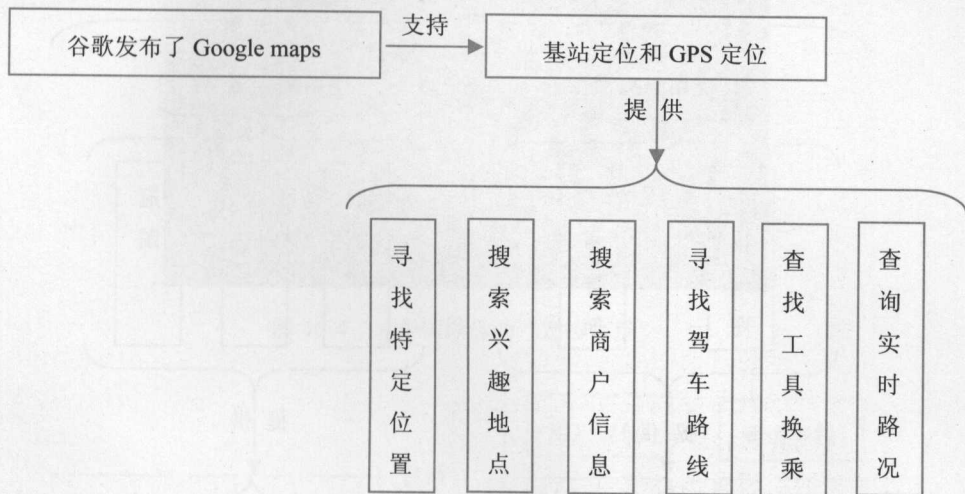 谷歌发布了 Google maps
支持
基站定位和 GPS 定位
提 供
寻找特定位置
搜索兴趣地点
搜索商户信息
寻找驾车路线
查找工具换乘
查询实时路况